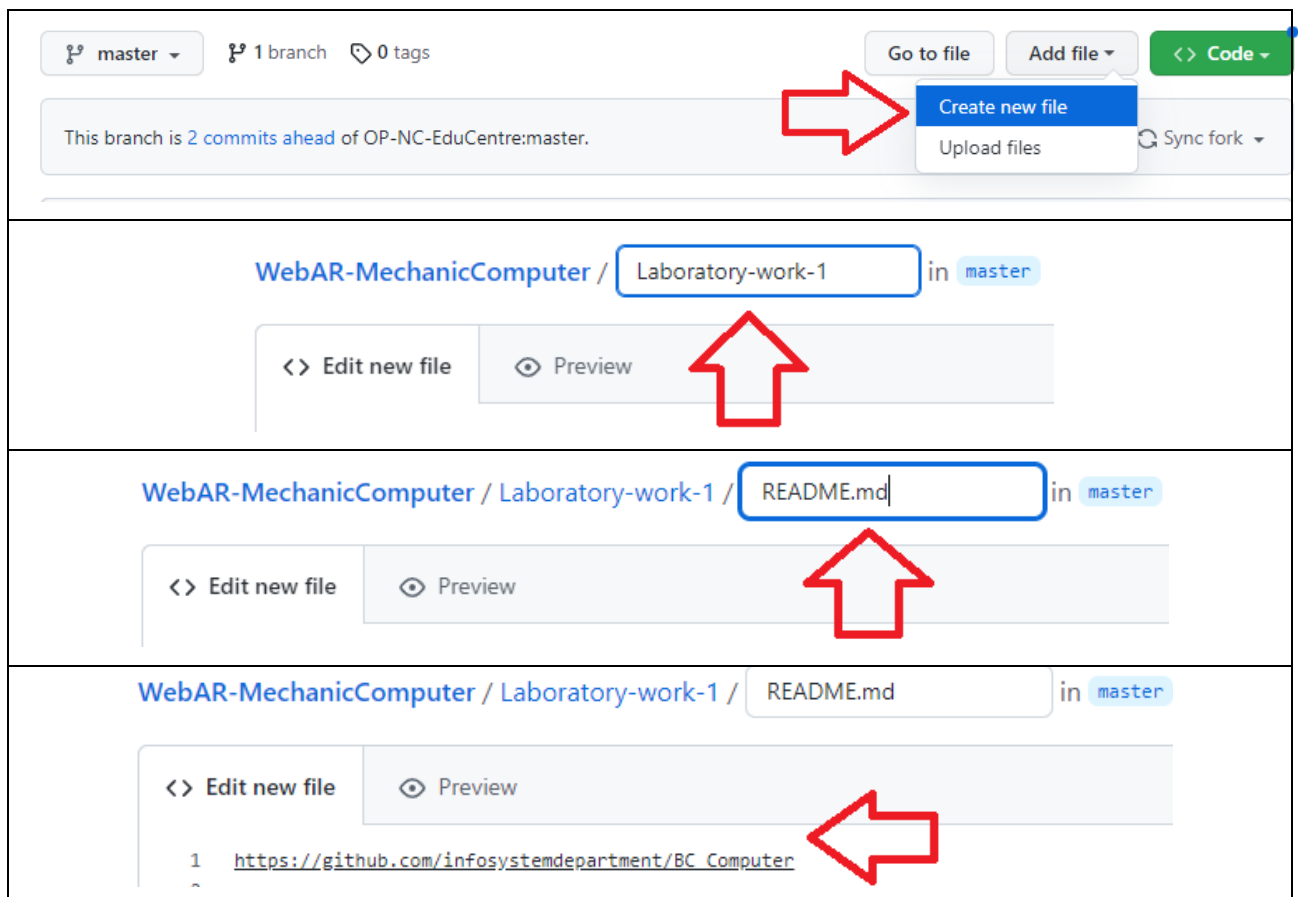 master 1 branch 0 tags Go to file Add file <> Code
Create new file
This branch is 2 commits ahead of OP-NC-EduCentre:master. Sync fork
Upload files
WebAR-MechanicComputer / Laboratory-work-1 in master
<> Edit new file Preview
WebAR-MechanicComputer / Laboratory-work-1 / README.md in master
<> Edit new file Preview
WebAR-MechanicComputer / Laboratory-work-1 / README.md in master
<> Edit new file Preview
1 https://github.com/infosystemdepartment/BC_Computer